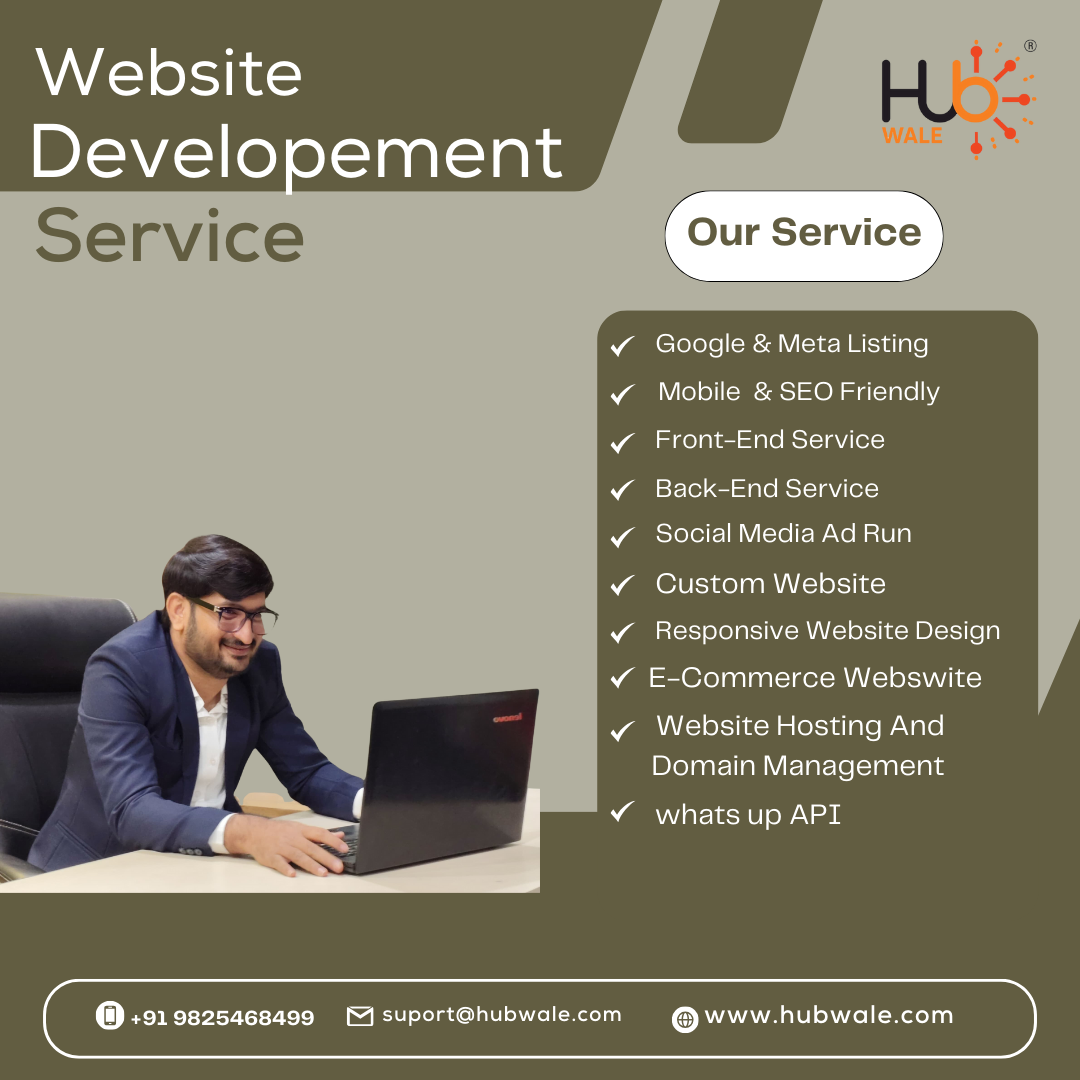 Website
Developement
Service
HUb
WALE
®
Our Service
Google & Meta Listing
Mobile & SEO Friendly
Front-End Service
Back-End Service
Social Media Ad Run
Custom Website
Responsive Website Design
E-Commerce Webswite
Website Hosting And
Domain Management
whats up API
lenovo
+91 9825468499
suport@hubwale.com
www.hubwale.com